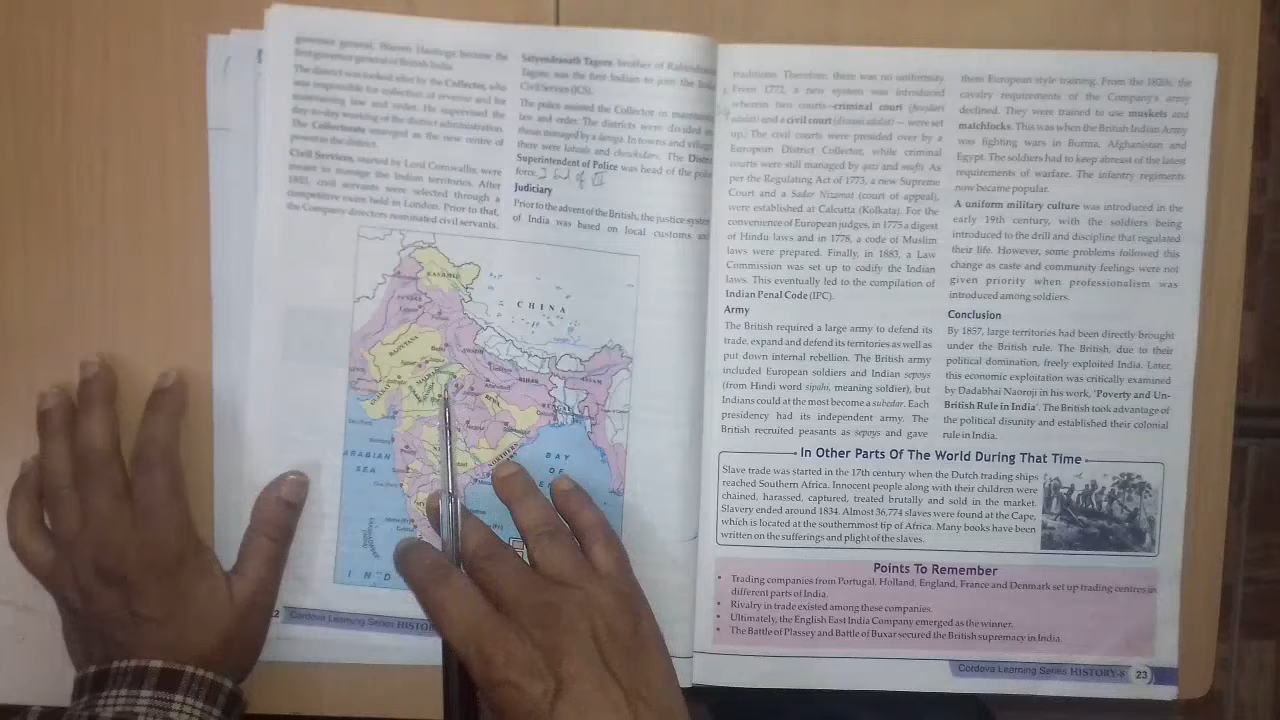 governor general. Warren Hastings became the
first governor general of British India.
The district was looked after by the Collector, who
was responsible for collection of revenue and for
maintaining law and order. He supervised the
day-to-day working of the district administration.
The Collectorate emerged as the new centre of
power in the district.
Civil Services, started by Lord Cornwallis, were
meant to manage the Indian territories. After
1853, civil servants were selected through a
competitive exam held in London. Prior to that,
the Company directors nominated civil servants.
Satyendranath Tagore, brother of
Tagore was the first Indian to join the
Civil Service (ICS).
The police assisted the Collector in
law and order. The districts were divided
thanas managed by a daroga. In towns and
there were kotwals and chowkidars. The
Superintendent of Police was head of the
force.
Judiciary
Prior to the advent of the British, the justice
of India was based on local customs
KASHMIR
CHINA
PUNJAB
RAJPUTANA
AWADH
BIHAR
ASSAM
BENGAL
BERAR
NORTHERN
ARABIAN
SEA
BAY
OF
Cordova Learning Series
traditions. Therefore, there was no uniformity.
From 1772, a new system was introduced
wherein two courts—criminal court (faujdari
adalat) and a civil court (diwani adalat) — were set
up. The civil courts were presided over by a
European District Collector, while criminal
courts were still managed by qazi and mufti. As
per the Regulating Act of 1773, a new Supreme
Court and a Sadar Nizamat (court of appeal),
were established at Calcutta (Kolkata). For the
convenience of European judges, in 1775 a digest
of Hindu laws and in 1778, a code of Muslim
laws were prepared. Finally, in 1883, a Law
Commission was set up to codify the Indian
laws. This eventually led to the compilation of
Indian Penal Code (IPC).
Army
The British required a large army to defend its
trade, expand and defend its territories as well as
put down internal rebellion. The British army
included European soldiers and Indian sepoys
(from Hindi word sipahi, meaning soldier), but
Indians could at the most become a subedar. Each
presidency had its independent army. The
British recruited peasants as sepoys and gave
them European style training. From the 1820s, the
cavalry requirements of the Company's army
declined. They were trained to use muskets and
matchlocks. This was when the British Indian Army
was fighting wars in Burma, Afghanistan and
Egypt. The soldiers had to keep abreast of the latest
requirements of warfare. The infantry regiments
now became popular.
A uniform military culture was introduced in the
early 19th century, with the soldiers being
introduced to the drill and discipline that regulated
their life. However, some problems followed this
change as caste and community feelings were not
given priority when professionalism was
introduced among soldiers.
Conclusion
By 1857, large territories had been directly brought
under the British rule. The British, due to their
political domination, freely exploited India. Later,
this economic exploitation was critically examined
by Dadabhai Naoroji in his work, 'Poverty and Un-
British Rule in India'. The British took advantage of
the political disunity and established their colonial
rule in India.
In Other Parts Of The World During That Time
Slave trade was started in the 17th century when the Dutch trading ships
reached Southern Africa. Innocent people along with their children were
chained, harassed, captured, treated brutally and sold in the market.
Slavery ended around 1834. Almost 36,774 slaves were found at the Cape,
which is located at the southernmost tip of Africa. Many books have been
written on the sufferings and plight of the slaves.
Points To Remember
• Trading companies from Portugal, Holland, England, France and Denmark set up trading centres in
different parts of India.
• Rivalry in trade existed among these companies.
• Ultimately, the English East India Company emerged as the winner.
• The Battle of Plassey and Battle of Buxar secured the British supremacy in India.
Cordova Learning Series HISTORY-8 23